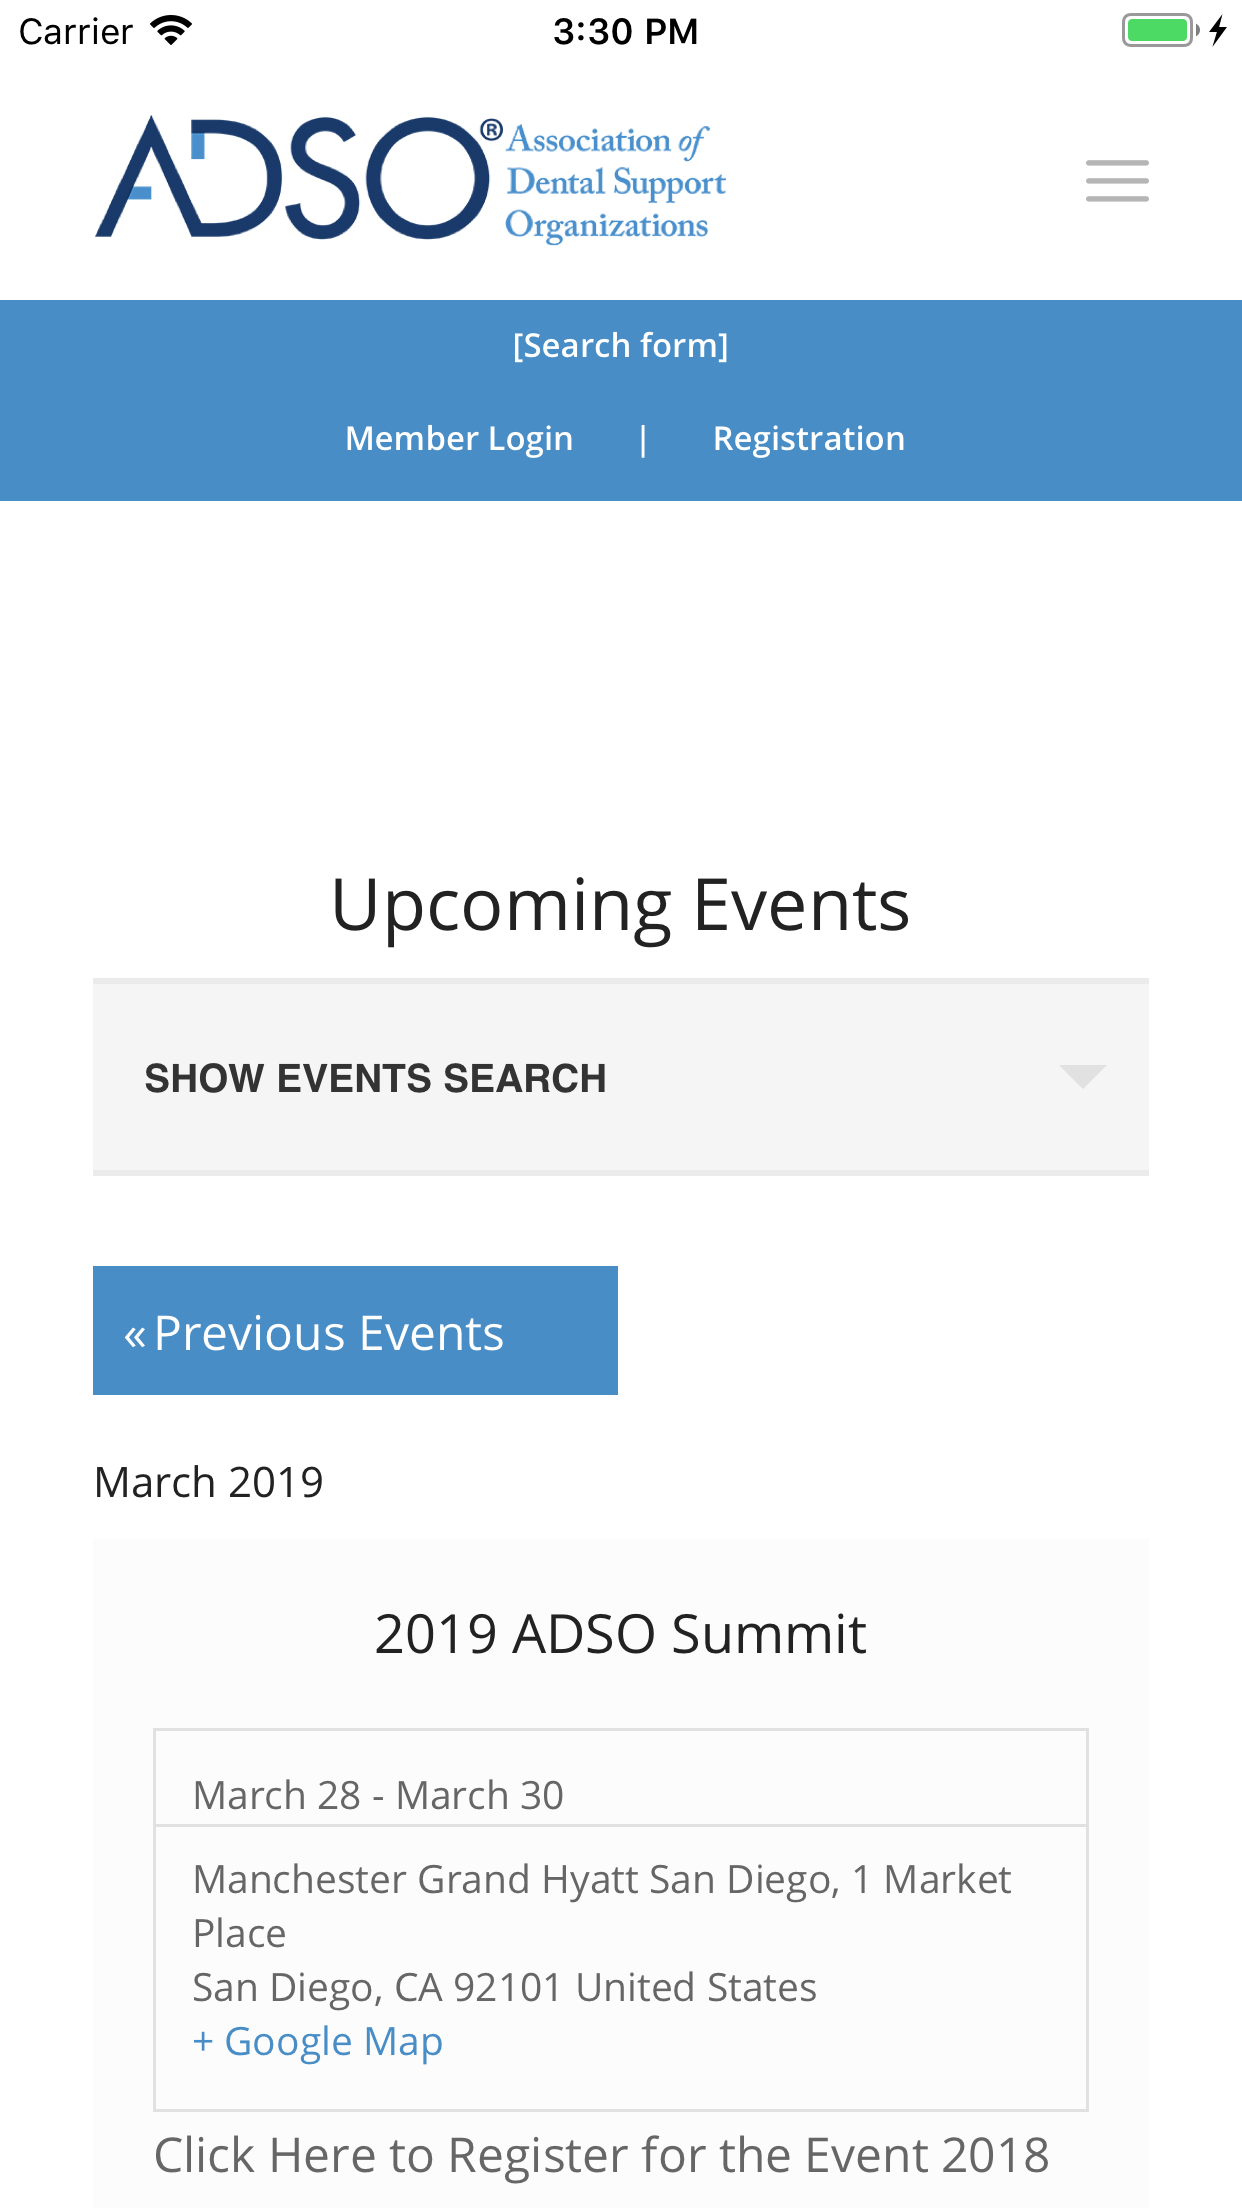 Carrier 3:30 PM
ADSO® Association of
Dental Support
Organizations
[Search form]
Member Login | Registration
Upcoming Events
SHOW EVENTS SEARCH
«Previous Events
March 2019
2019 ADSO Summit
March 28 - March 30
Manchester Grand Hyatt San Diego, 1 Market
Place
San Diego, CA 92101 United States
+ Google Map
Click Here to Register for the Event 2018